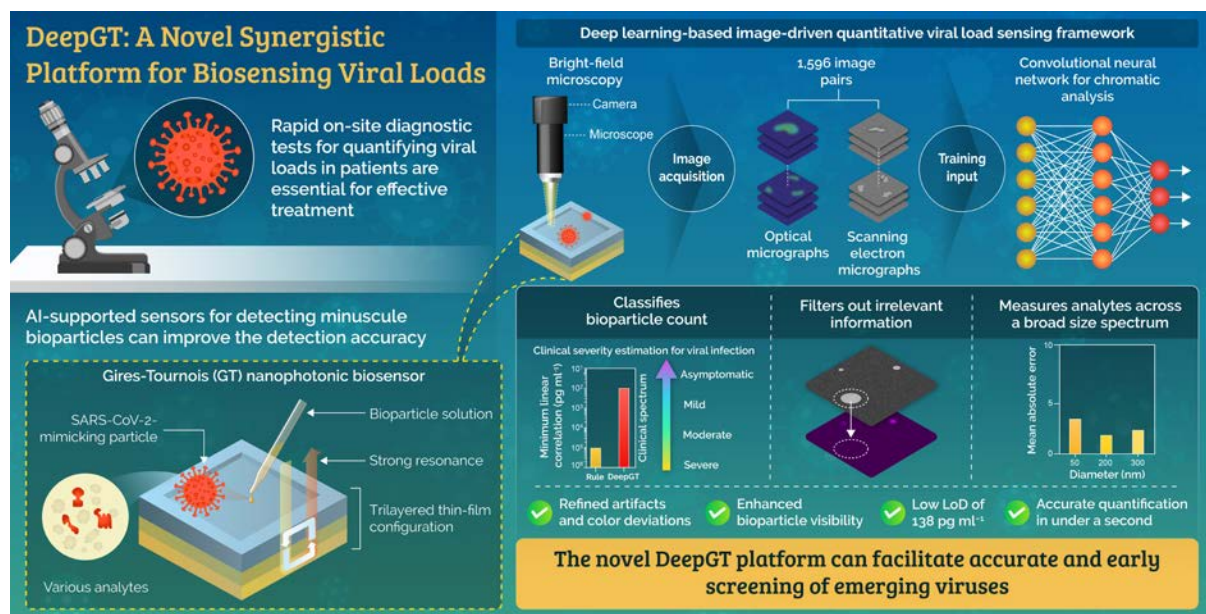 DeepGT: A Novel Synergistic
Platform for Biosensing Viral Loads
Rapid on-site diagnostic
tests for quantifying viral
loads in patients are
essential for effective
treatment
AI-supported sensors for detecting minuscule
bioparticles can improve the detection accuracy
Gires-Tournois (GT) nanophotonic biosensor
SARS-CoV-2-
mimicking particle
Bioparticle solution
Strong resonance
Trilayered thin-film
configuration
Various analytes
Deep learning-based image-driven quantitative viral load sensing framework
Bright-field
microscopy
Camera
Microscope
Image
acquisition
1,596 image
pairs
Optical
micrographs
Scanning
electron
micrographs
Training
input
Convolutional neural
network for chromatic
analysis
Classifies
bioparticle count
Clinical severity estimation for viral infection
Minimum linear
correlation (pg ml⁻¹)
Rule DeepGT
Clinical spectrum
Asymptomatic
Mild
Moderate
Severe
Filters out irrelevant
information
Measures analytes across
a broad size spectrum
Mean absolute error
10
5
0
50 200 300
Diameter (nm)
Refined artifacts
and color deviations
Enhanced
bioparticle visibility
Low LoD of
138 pg ml⁻¹
Accurate quantification
in under a second
The novel DeepGT platform can facilitate accurate and early
screening of emerging viruses